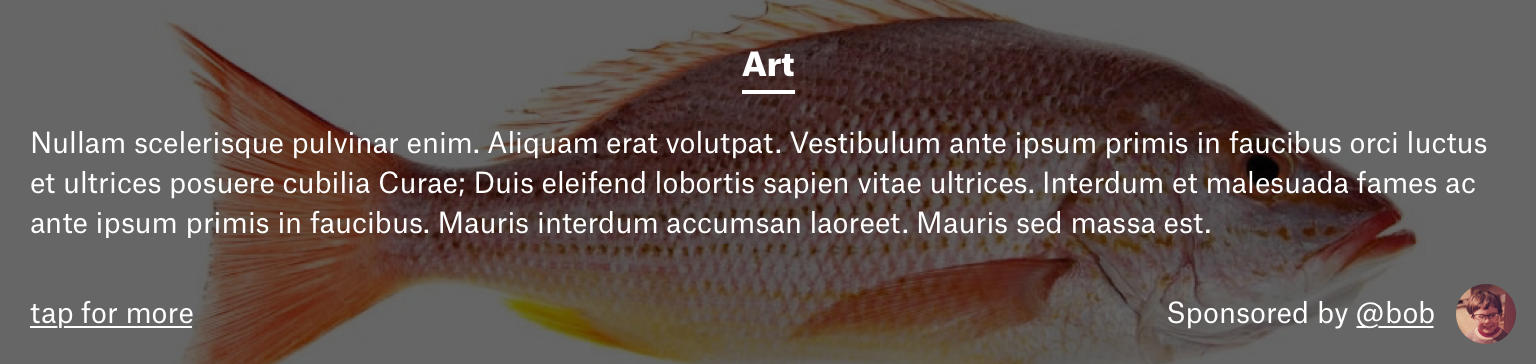 Art
Nullam scelerisque pulvinar enim. Aliquam erat volutpat. Vestibulum ante ipsum primis in faucibus orci luctus
et ultrices posuere cubilia Curae; Duis eleifend lobortis sapien vitae ultrices. Interdum et malesuada fames ac
ante ipsum primis in faucibus. Mauris interdum accumsan laoreet. Mauris sed massa est.
tap for more
Sponsored by @bob